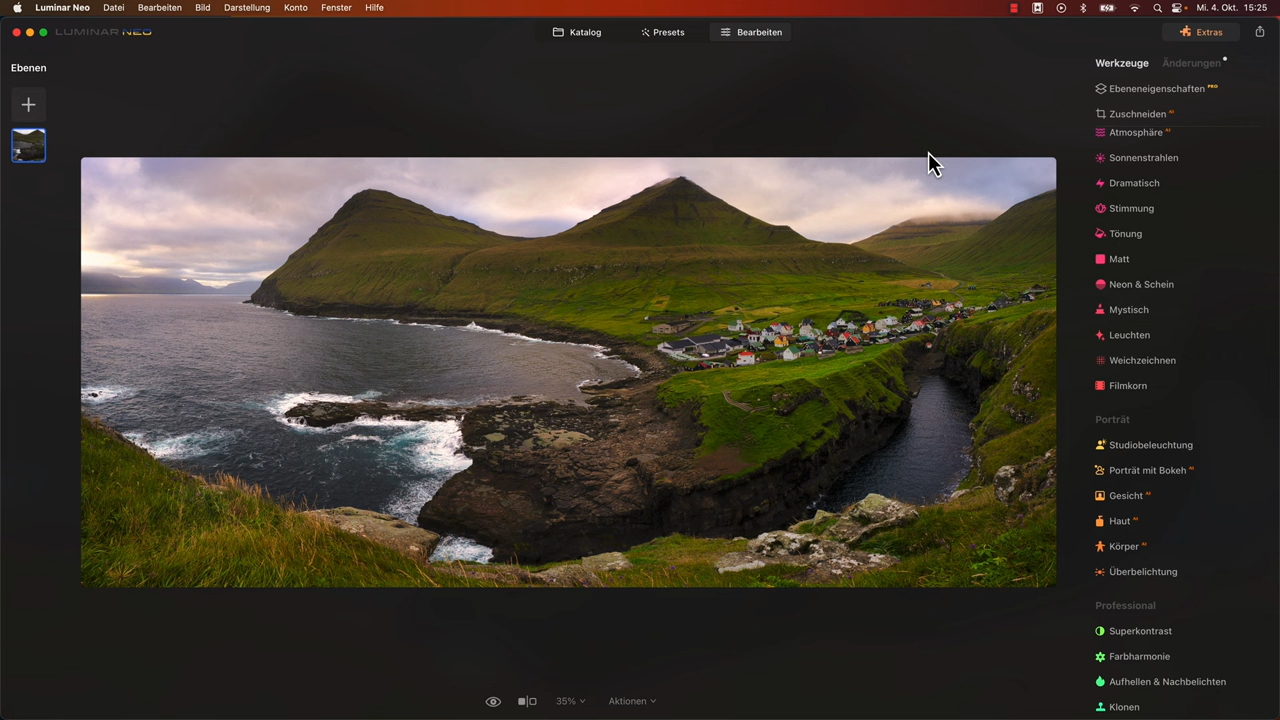 Luminar Neo Datei Bearbeiten Bild Darstellung Konto Fenster Hilfe Mi. 4. Okt. 15:25
LUMINAR NEO Katalog Presets Bearbeiten Extras
Ebenen
Werkzeuge Änderungen
Ebeneneigenschaften PRO
Zuschneiden AI
Atmosphäre AI
Sonnenstrahlen
Dramatisch
Stimmung
Tönung
Matt
Neon & Schein
Mystisch
Leuchten
Weichzeichnen
Filmkorn
Porträt
Studiobeleuchtung
Porträt mit Bokeh AI
Gesicht AI
Haut AI
Körper AI
Überbelichtung
Professional
Superkontrast
Farbharmonie
Aufhellen & Nachbelichten
Klonen
35% Aktionen